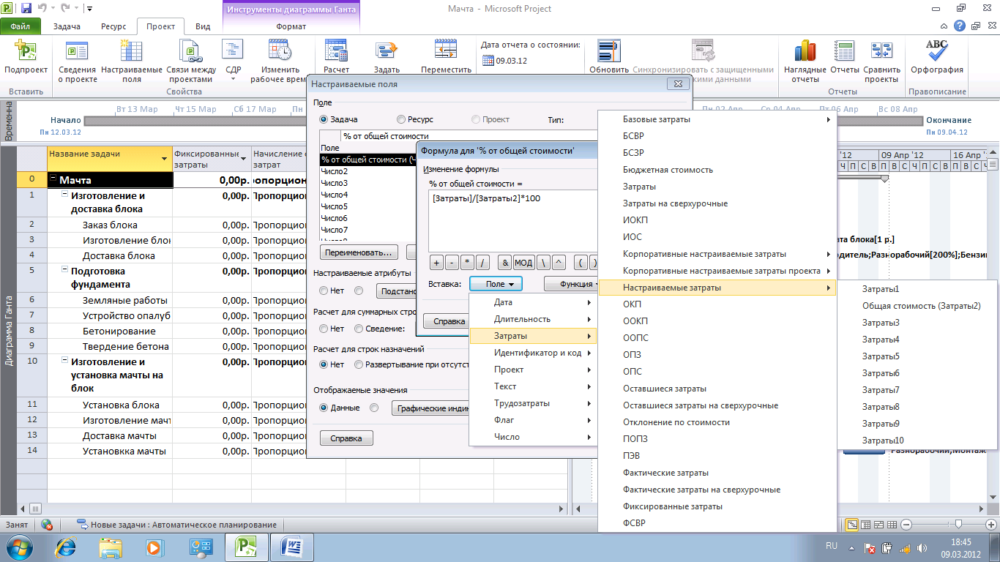 Инструменты диаграммы Ганта
Мачта - Microsoft Project
Файл Задача Ресурс Проект Вид Формат
Подпроект
Сведения о проекте
Настраиваемые поля
Связи между проектами
СДР
Изменить рабочее врем
Расчет
Задать
Переместить
Дата отчета о состоянии:
09.03.12
Обновить
Синхронизировать с защищенными
кими данными
Наглядные отчеты
Отчеты
Сравнить проекты
ABC
Орфография
Вставить
Свойства
Отчеты
Правописание
Временна
Вт 13 Мар Чт 15 Мар Сб 17 Мар Пн
Пн 02 Апр Ср 04 Апр Пт 06 Апр Вс 08 Апр
Начало
Пн 12.03.12
Окончание
Пн 09.04.12
Диаграмма Ганта
Название задачи Фиксированные затраты Начисление затрат
'12 09 Апр '12 16 Апр '
Ч П С В П В С Ч П С В П В С Ч
0 Мачта 0,00р. ропорцион
1 Изготовление и доставка блока 0,00р. Пропорцион
2 Заказ блока 0,00р. Пропорцион
3 Изготовление блок 0,00р. Пропорцион
4 Доставка блока 0,00р. Пропорцион
5 Подготовка фундамента 0,00р. Пропорцион
6 Земляные работы 0,00р. Пропорцион
7 Устройство опалуб 0,00р. Пропорцион
8 Бетонирование 0,00р. Пропорцион
9 Твердение бетона 0,00р. Пропорцион
10 Изготовление и установка мачты на блок 0,00р. Пропорцион
11 Установка блока 0,00р. Пропорцион
12 Изготовление мачт 0,00р. Пропорцион
13 Доставка мачты 0,00р. Пропорцион
14 Установкка мачты 0,00р. Пропорцион
та блока[1 р.]
одитель;Разнорабочий[200%];Бензин
Разнорабочий;Монтаж
Настраиваемые поля
Поле
Задача Ресурс Проект Тип:
% от общей стоимости
Поле
% от общей стоимости (Ч
Число2
Число3
Число4
Число5
Число6
Число7
Переименовать...
Настраиваемые атрибуты
Нет
Подстано
Расчет для суммарных стро
Нет Сведение:
Расчет для строк назначений
Нет Развертывание при отсутст
Отображаемые значения
Данные Графические индин
Справка
Формула для '% от общей стоимости'
Изменение формулы
% от общей стоимости =
[Затраты]/[Затраты2]*100
+ - * / & МОД \ ^ ( )
Вставка: Поле Функция
Справка
Дата
Длительность
Затраты
Идентификатор и код
Проект
Текст
Трудозатраты
Флаг
Число
Базовые затраты
БСВР
БСЗР
Бюджетная стоимость
Затраты
Затраты на сверхурочные
ИОКП
ИОС
Корпоративные настраиваемые затраты
Корпоративные настраиваемые затраты проекта
Настраиваемые затраты
ОКП
ООКП
ООПС
ОПЗ
ОПС
Оставшиеся затраты
Оставшиеся затраты на сверхурочные
Отклонение по стоимости
ПОПЗ
ПЭВ
Фактические затраты
Фактические затраты на сверхурочные
Фиксированные затраты
ФСВР
Затраты1
Общая стоимость (Затраты2)
Затраты3
Затраты4
Затраты5
Затраты6
Затраты7
Затраты8
Затраты9
Затраты10
Занят Новые задачи : Автоматическое планирование
RU
18:45
09.03.2012